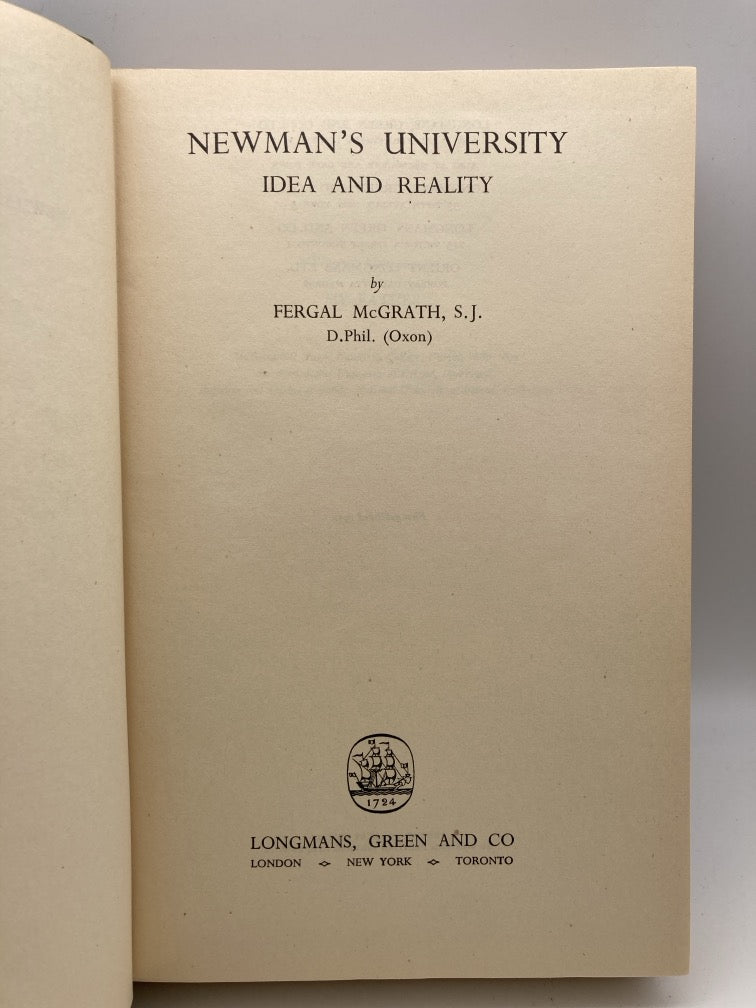 NEWMAN'S UNIVERSITY
IDEA AND REALITY
by
FERGAL McGRATH, S.J.
D.Phil. (Oxon)
1724
LONGMANS, GREEN AND CO
LONDON ⟡ NEW YORK ⟡ TORONTO